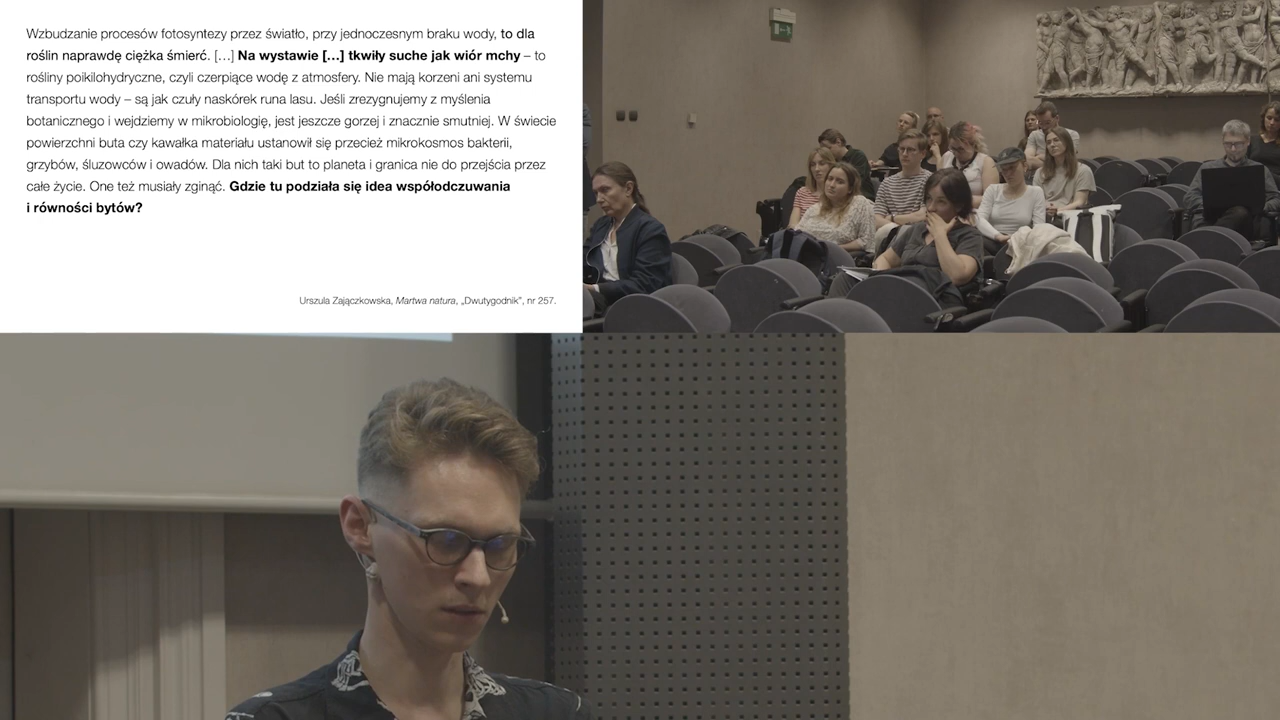 Wzbudzanie procesów fotosyntezy przez światło, przy jednoczesnym braku wody, to dla
roślin naprawdę ciężka śmierć. […] Na wystawie […] tkwiły suche jak wiór mchy – to
rośliny poikilohydryczne, czyli czerpiące wodę z atmosfery. Nie mają korzeni ani systemu
transportu wody – są jak czuły naskórek runa lasu. Jeśli zrezygnujemy z myślenia
botanicznego i wejdziemy w mikrobiologię, jest jeszcze gorzej i znacznie smutniej. W świecie
powierzchni buta czy kawałka materiału ustanowił się przecież mikrokosmos bakterii,
grzybów, śluzowców i owadów. Dla nich taki but to planeta i granica nie do przejścia przez
całe życie. One też musiały zginąć. Gdzie tu podziała się idea współodczuwania
i równości bytów?
Urszula Zajączkowska, Martwa natura, „Dwutygodnik”, nr 257.